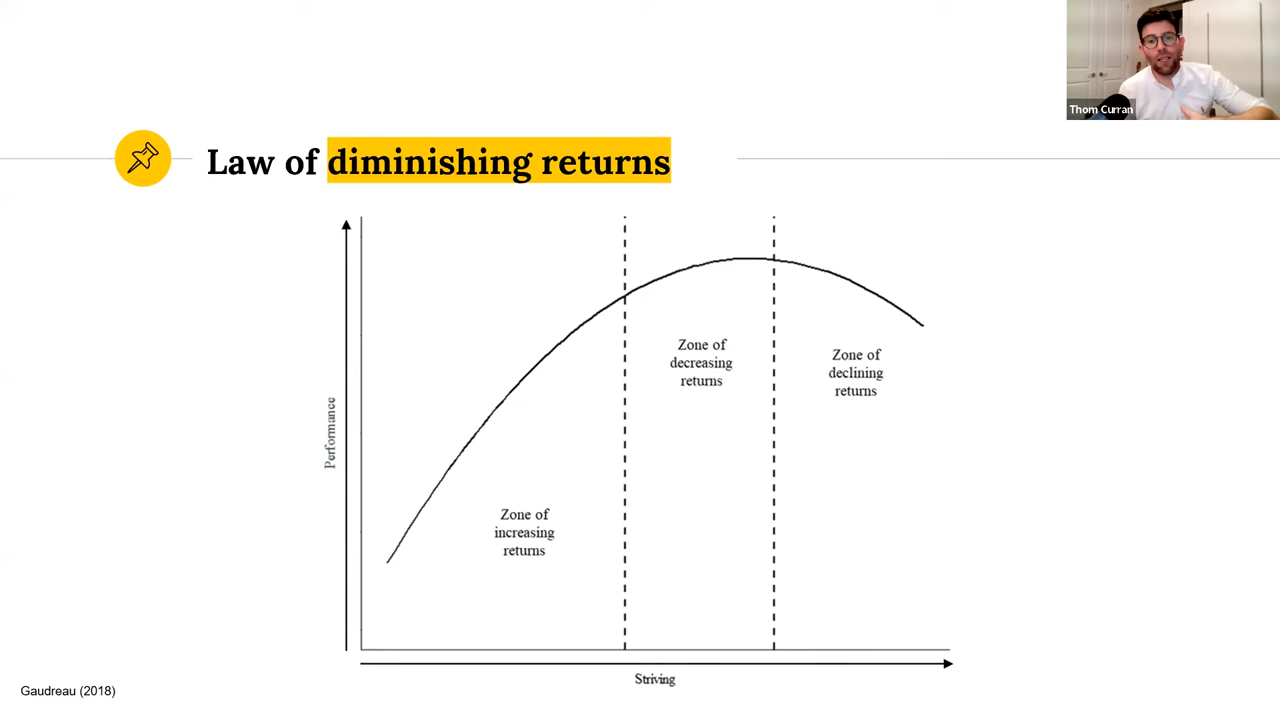 Thom Curran
Law of diminishing returns
Performance
Zone of
increasing
returns
Zone of
decreasing
returns
Zone of
declining
returns
Striving
Gaudreau (2018)